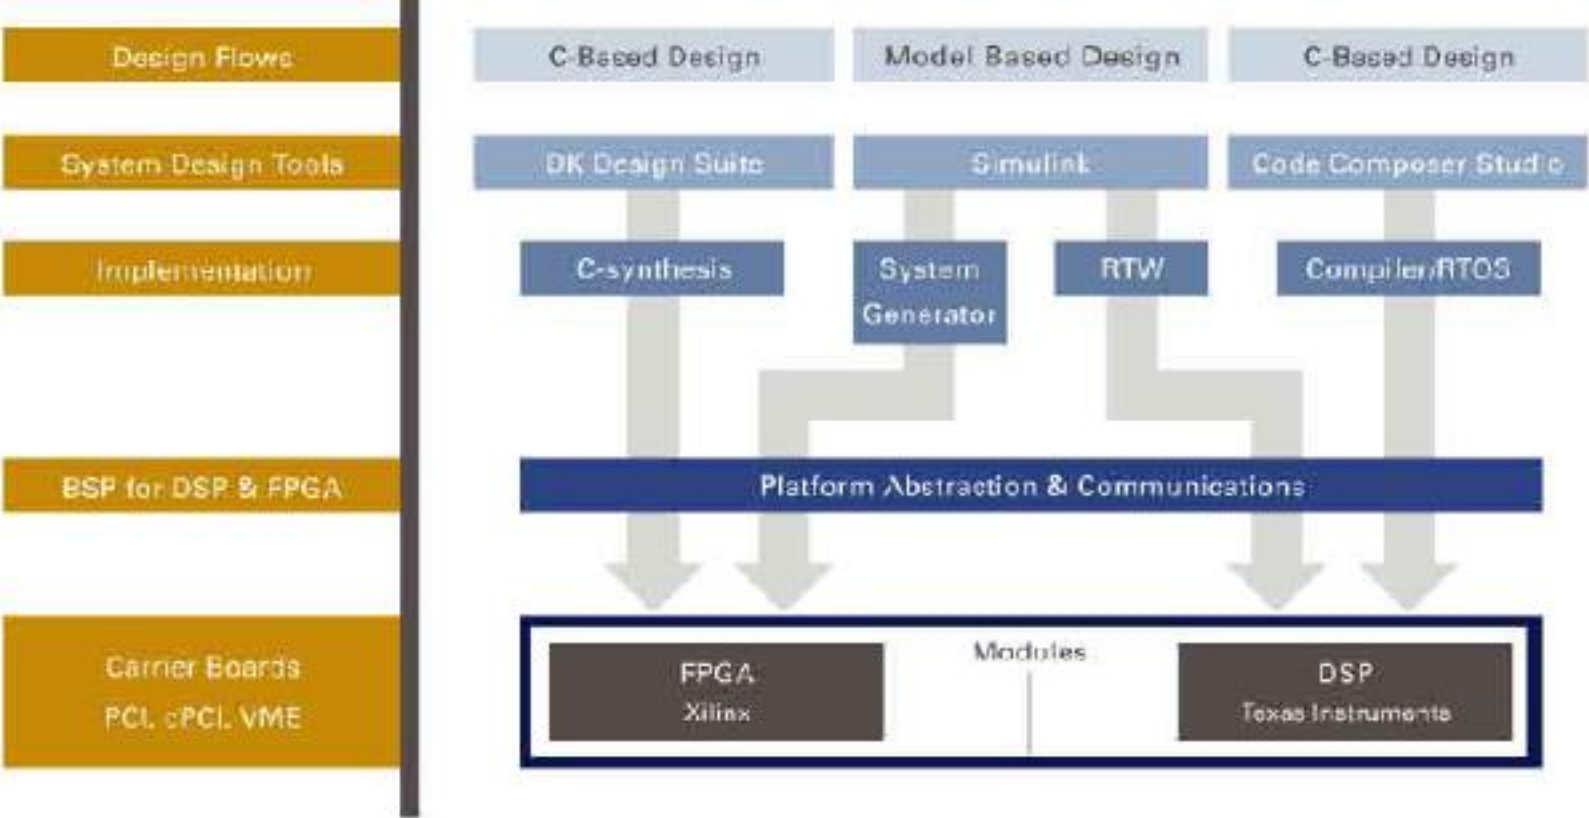 Design Flows
C-Based Design
Model Based Design
C-Based Design
System Design Tools
DK Design Suite
Simulink
Code Composer Studio
Implementation
C-synthesis
System
Generator
RTW
Compiler/RTOS
BSP for DSP & FPGA
Platform Abstraction & Communications
Carrier Boards
PCI, cPCI, VME
Modules
FPGA
Xilinx
DSP
Texas Instruments